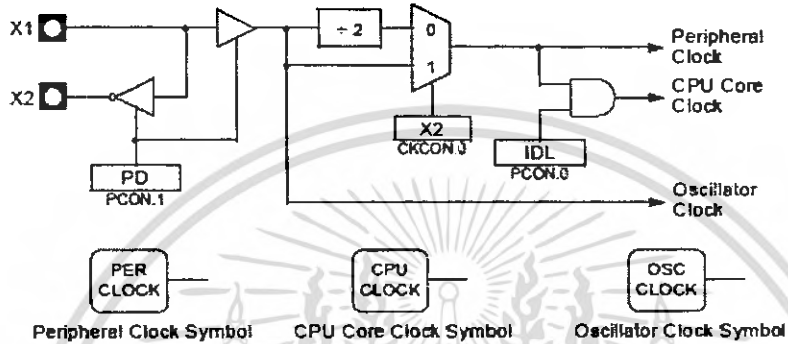 X1
÷ 2
0
1
Peripheral
Clock
X2
CPU Core
Clock
X2
CKCON.0
IDL
PCON.0
PD
PCON.1
Oscillator
Clock
PER
CLOCK
CPU
CLOCK
OSC
CLOCK
Peripheral Clock Symbol
CPU Core Clock Symbol
Oscillator Clock Symbol